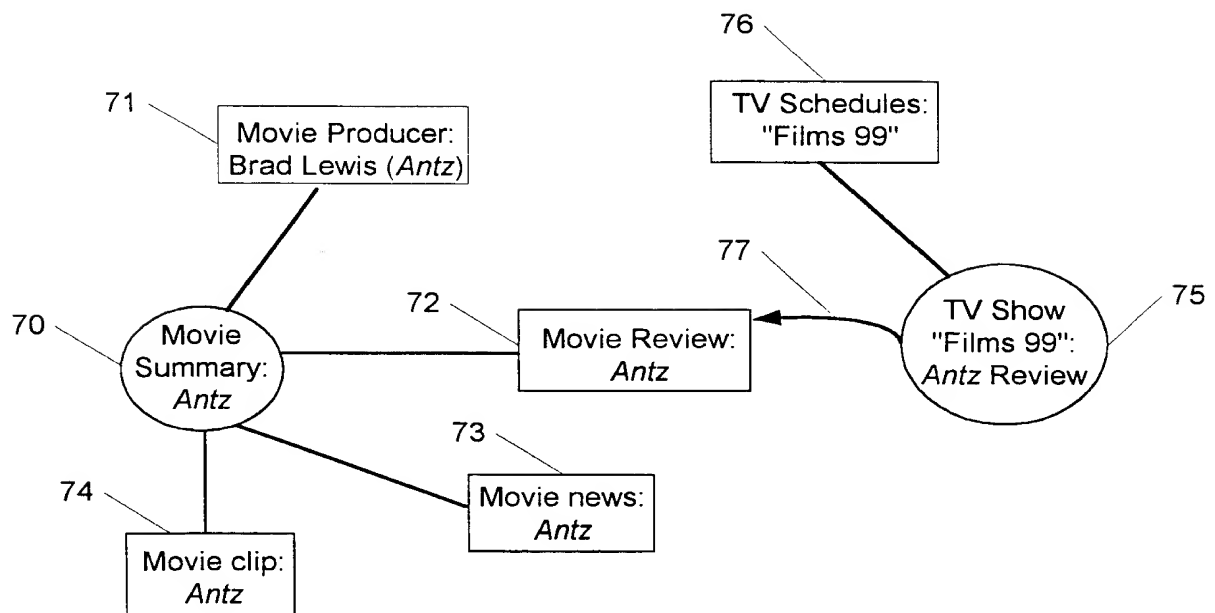 76
71
TV Schedules:
"Films 99"
Movie Producer:
Brad Lewis (Antz)
77
72
70
75
Movie
Summary:
Antz
Movie Review:
Antz
TV Show
"Films 99":
Antz Review
73
74
Movie news:
Antz
Movie clip:
Antz